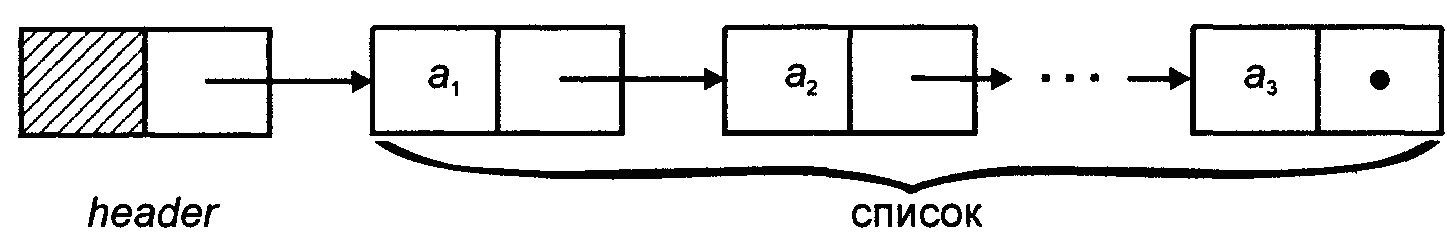 a₁ a₂ ··· a₃
header список